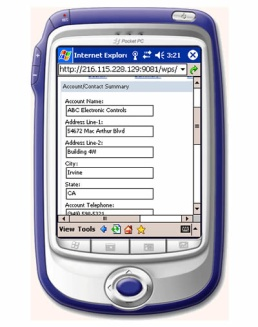 Pocket PC
Internet Explorer 3:21
http://216.115.228.129:9081/wps/
Account/Contact Summary
Account Name:
ABC Electronic Controls
Address Line-1:
54672 Mac Arthur Blvd
Address Line-2:
Building 4W
City:
Irvine
State:
CA
Account Telephone:
View Tools